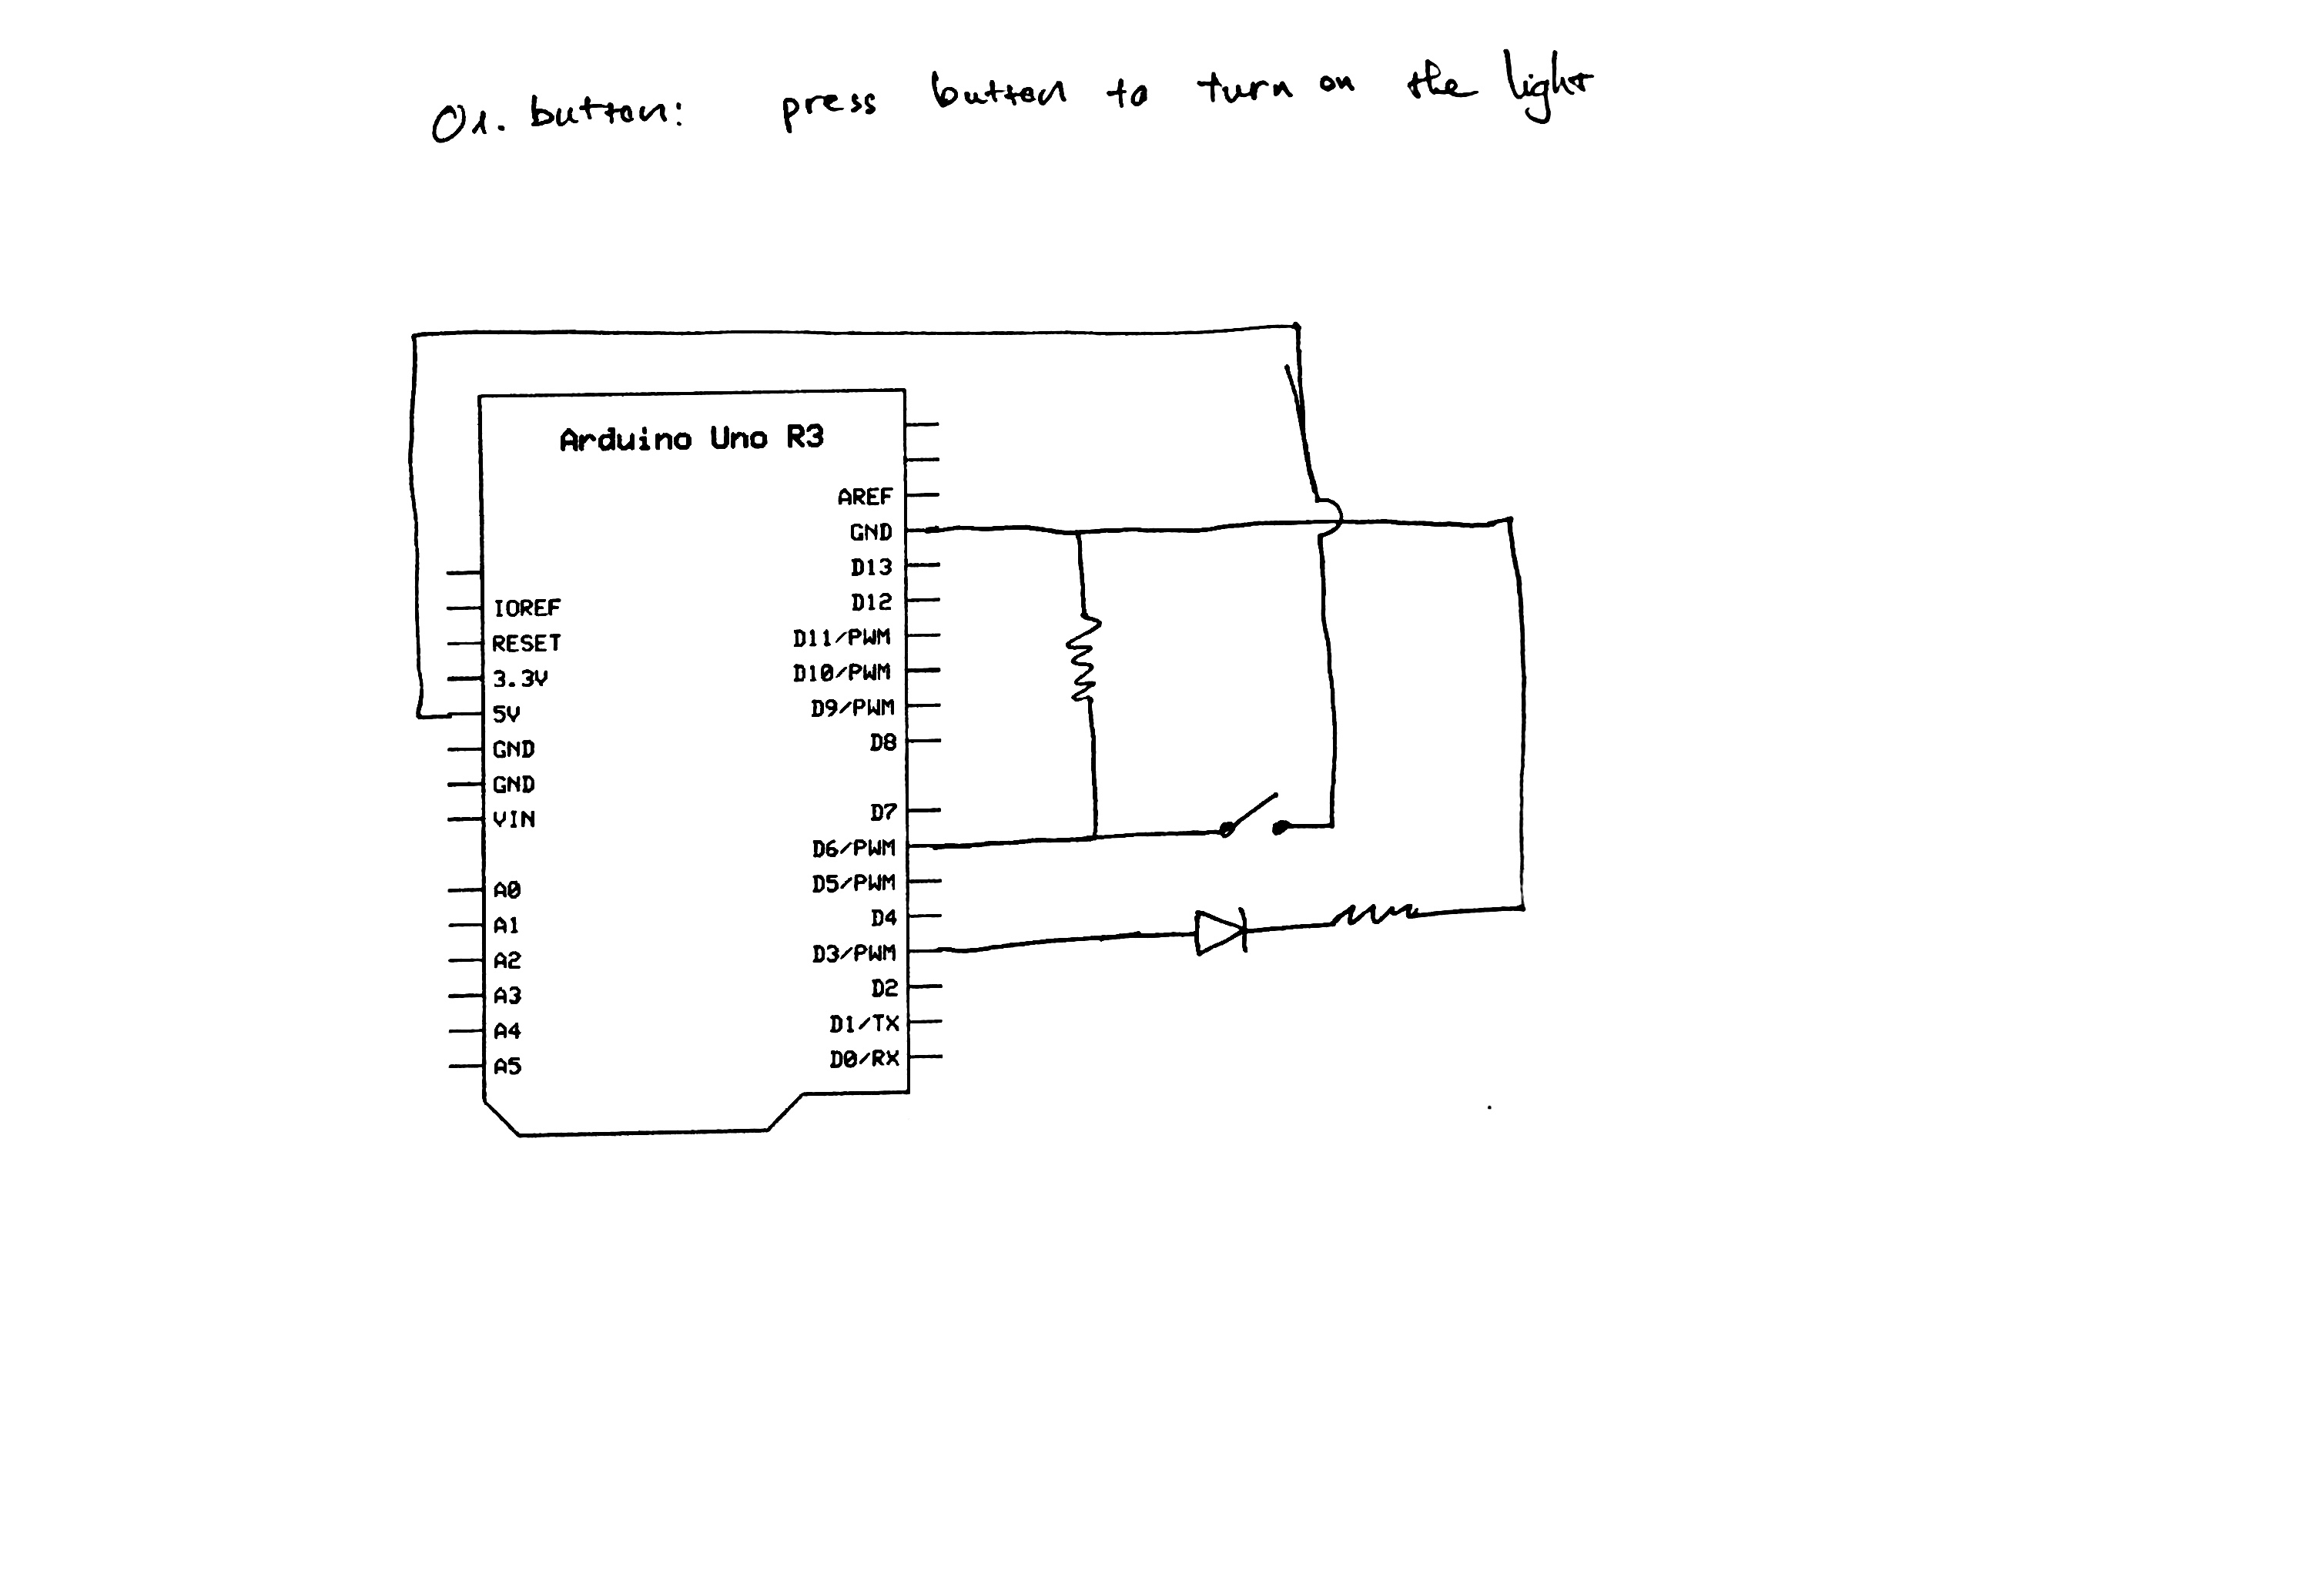 01. button: press button to turn on the light
Arduino Uno R3
AREF
GND
D13
IOREF
D12
RESET
D11/PWM
3.3V
D10/PWM
5V
D9/PWM
GND
D8
GND
VIN
D7
D6/PWM
A0
D5/PWM
A1
D4
A2
D3/PWM
A3
D2
A4
D1/TX
A5
D0/RX